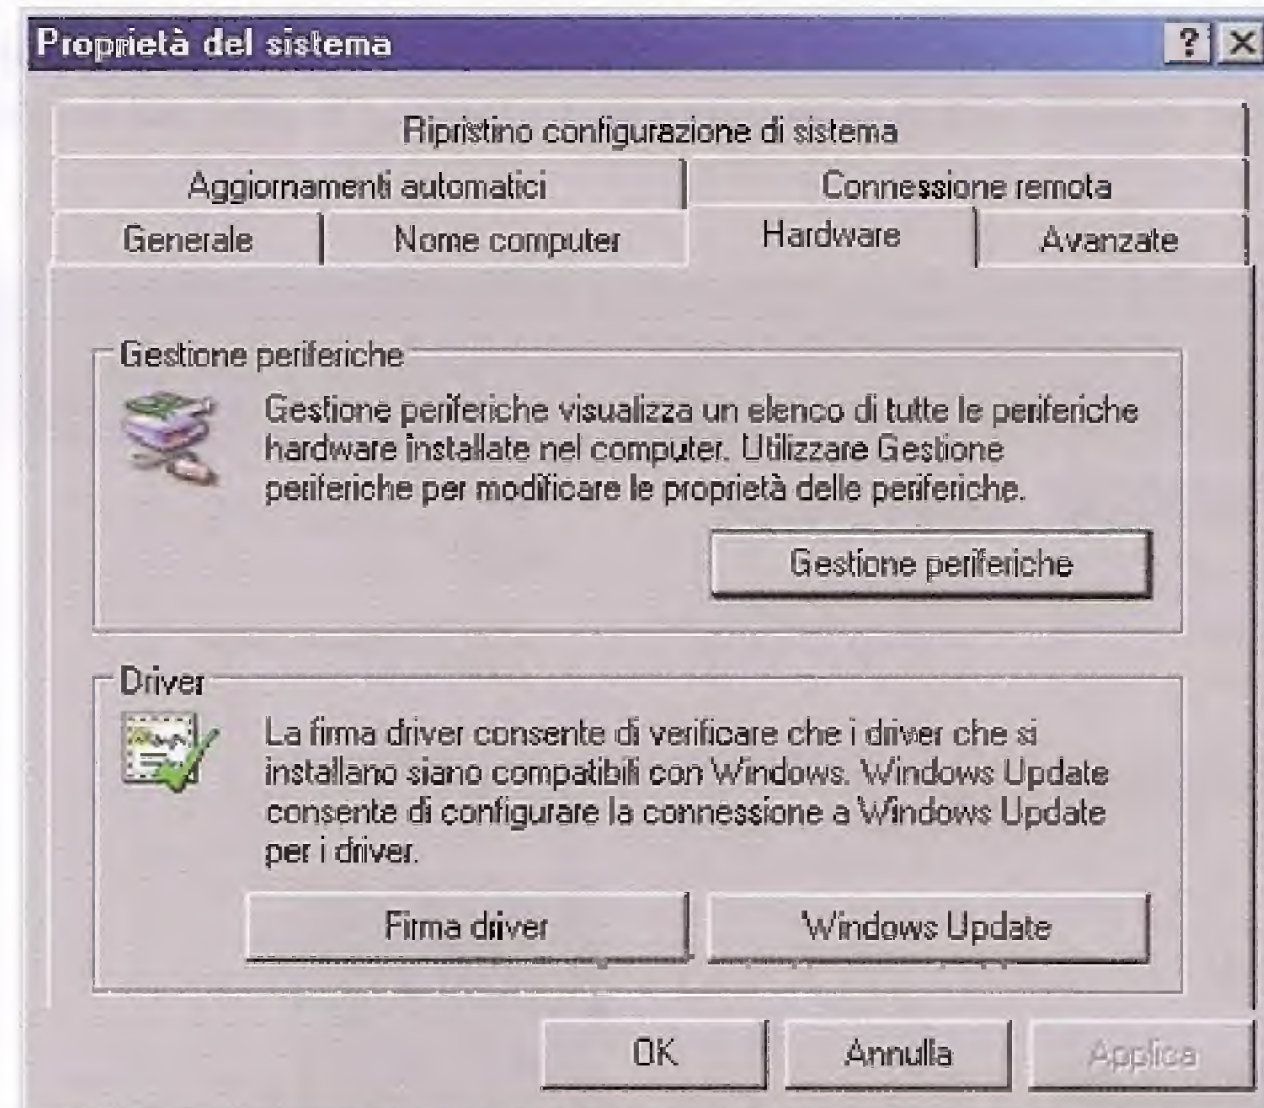 Proprietà del sistema
Ripristino configurazione di sistema
Aggiornamenti automatici
Connessione remota
Generale
Nome computer
Hardware
Avanzate
Gestione periferiche
Gestione periferiche visualizza un elenco di tutte le periferiche
hardware installate nel computer. Utilizzare Gestione
periferiche per modificare le proprietà delle periferiche.
Gestione periferiche
Driver
La firma driver consente di verificare che i driver che si
installano siano compatibili con Windows. Windows Update
consente di configurare la connessione a Windows Update
per i driver.
Firma driver
Windows Update
OK
Annulla
Applica